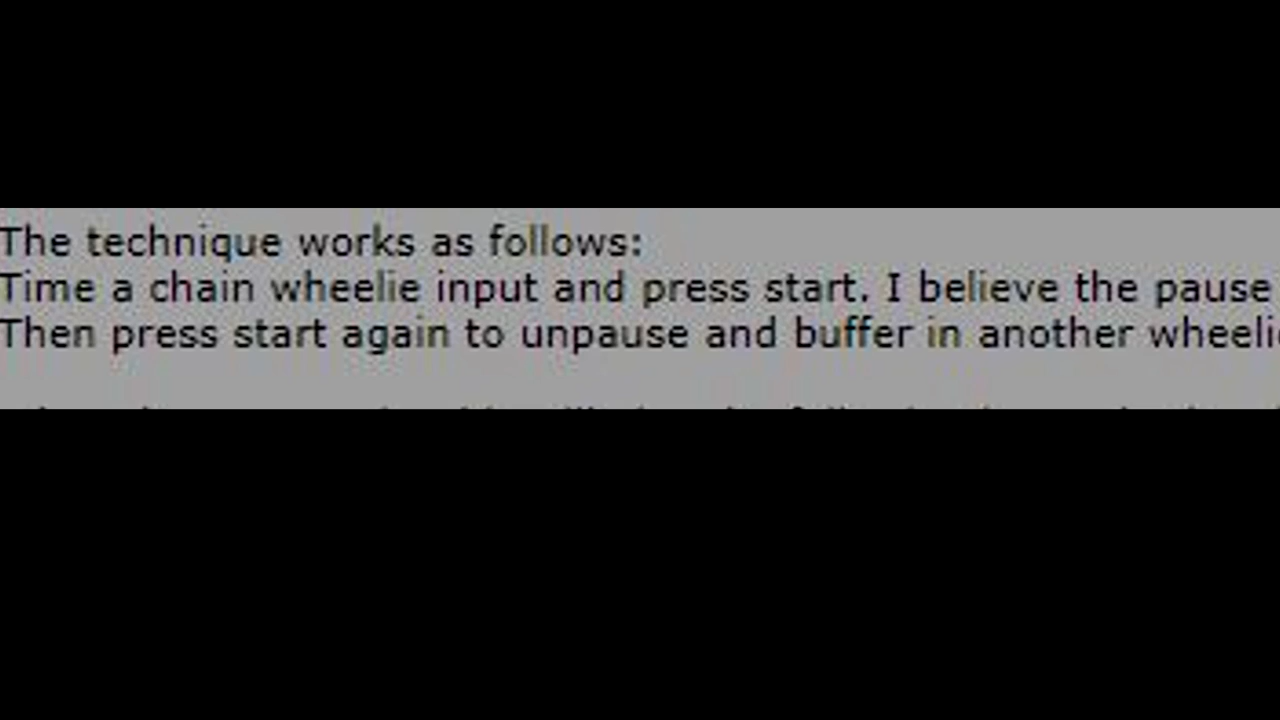 The technique works as follows:
Time a chain wheelie input and press start. I believe the pause
Then press start again to unpause and buffer in another